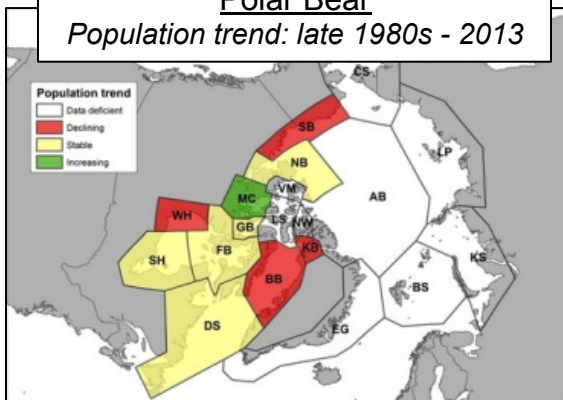 Polar Bear
Population trend: late 1980s - 2013
Population trend
Data deficient
Declining
Stable
Increasing
CS
SB
LP
NB
VM
AB
MC
LS
NW
WH
GB
KB
FB
SH
KS
BB
BS
DS
EG